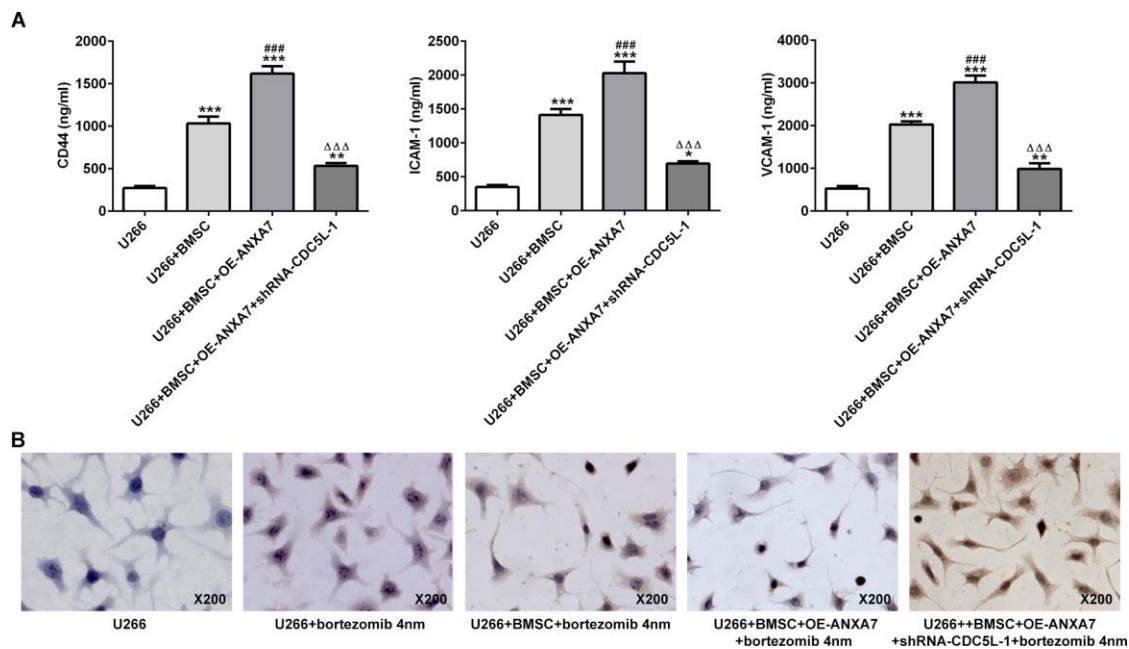 A
CD44 (ng/ml)
2000
1500
1000
500
0
***
###
***
ΔΔΔ
**
U266
U266+BMSC
U266+BMSC+OE-ANXA7
U266+BMSC+OE-ANXA7+shRNA-CDC5L-1
ICAM-1 (ng/ml)
2500
2000
1500
1000
500
0
***
###
***
ΔΔΔ
*
U266
U266+BMSC
U266+BMSC+OE-ANXA7
U266+BMSC+OE-ANXA7+shRNA-CDC5L-1
VCAM-1 (ng/ml)
4000
3000
2000
1000
0
***
###
***
ΔΔΔ
**
U266
U266+BMSC
U266+BMSC+OE-ANXA7
U266+BMSC+OE-ANXA7+shRNA-CDC5L-1
B
X200
X200
X200
X200
X200
U266
U266+bortezomib 4nm
U266+BMSC+bortezomib 4nm
U266+BMSC+OE-ANXA7
+bortezomib 4nm
U266++BMSC+OE-ANXA7
+shRNA-CDC5L-1+bortezomib 4nm